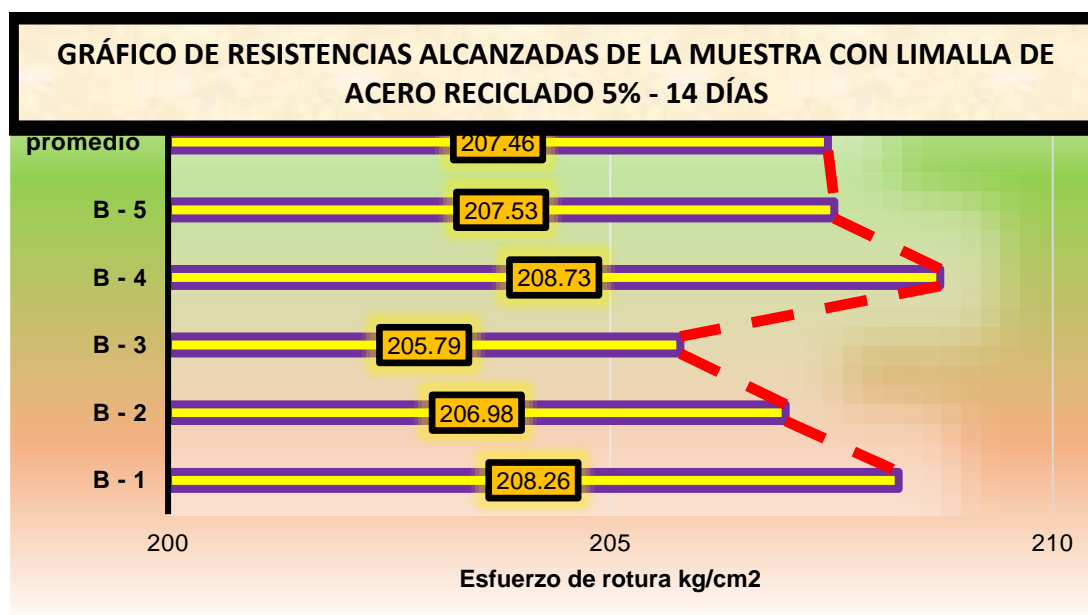 GRÁFICO DE RESISTENCIAS ALCANZADAS DE LA MUESTRA CON LIMALLA DE
ACERO RECICLADO 5% - 14 DÍAS
promedio
207.46
B - 5
207.53
B - 4
208.73
B - 3
205.79
B - 2
206.98
B - 1
208.26
200
205
210
Esfuerzo de rotura kg/cm2